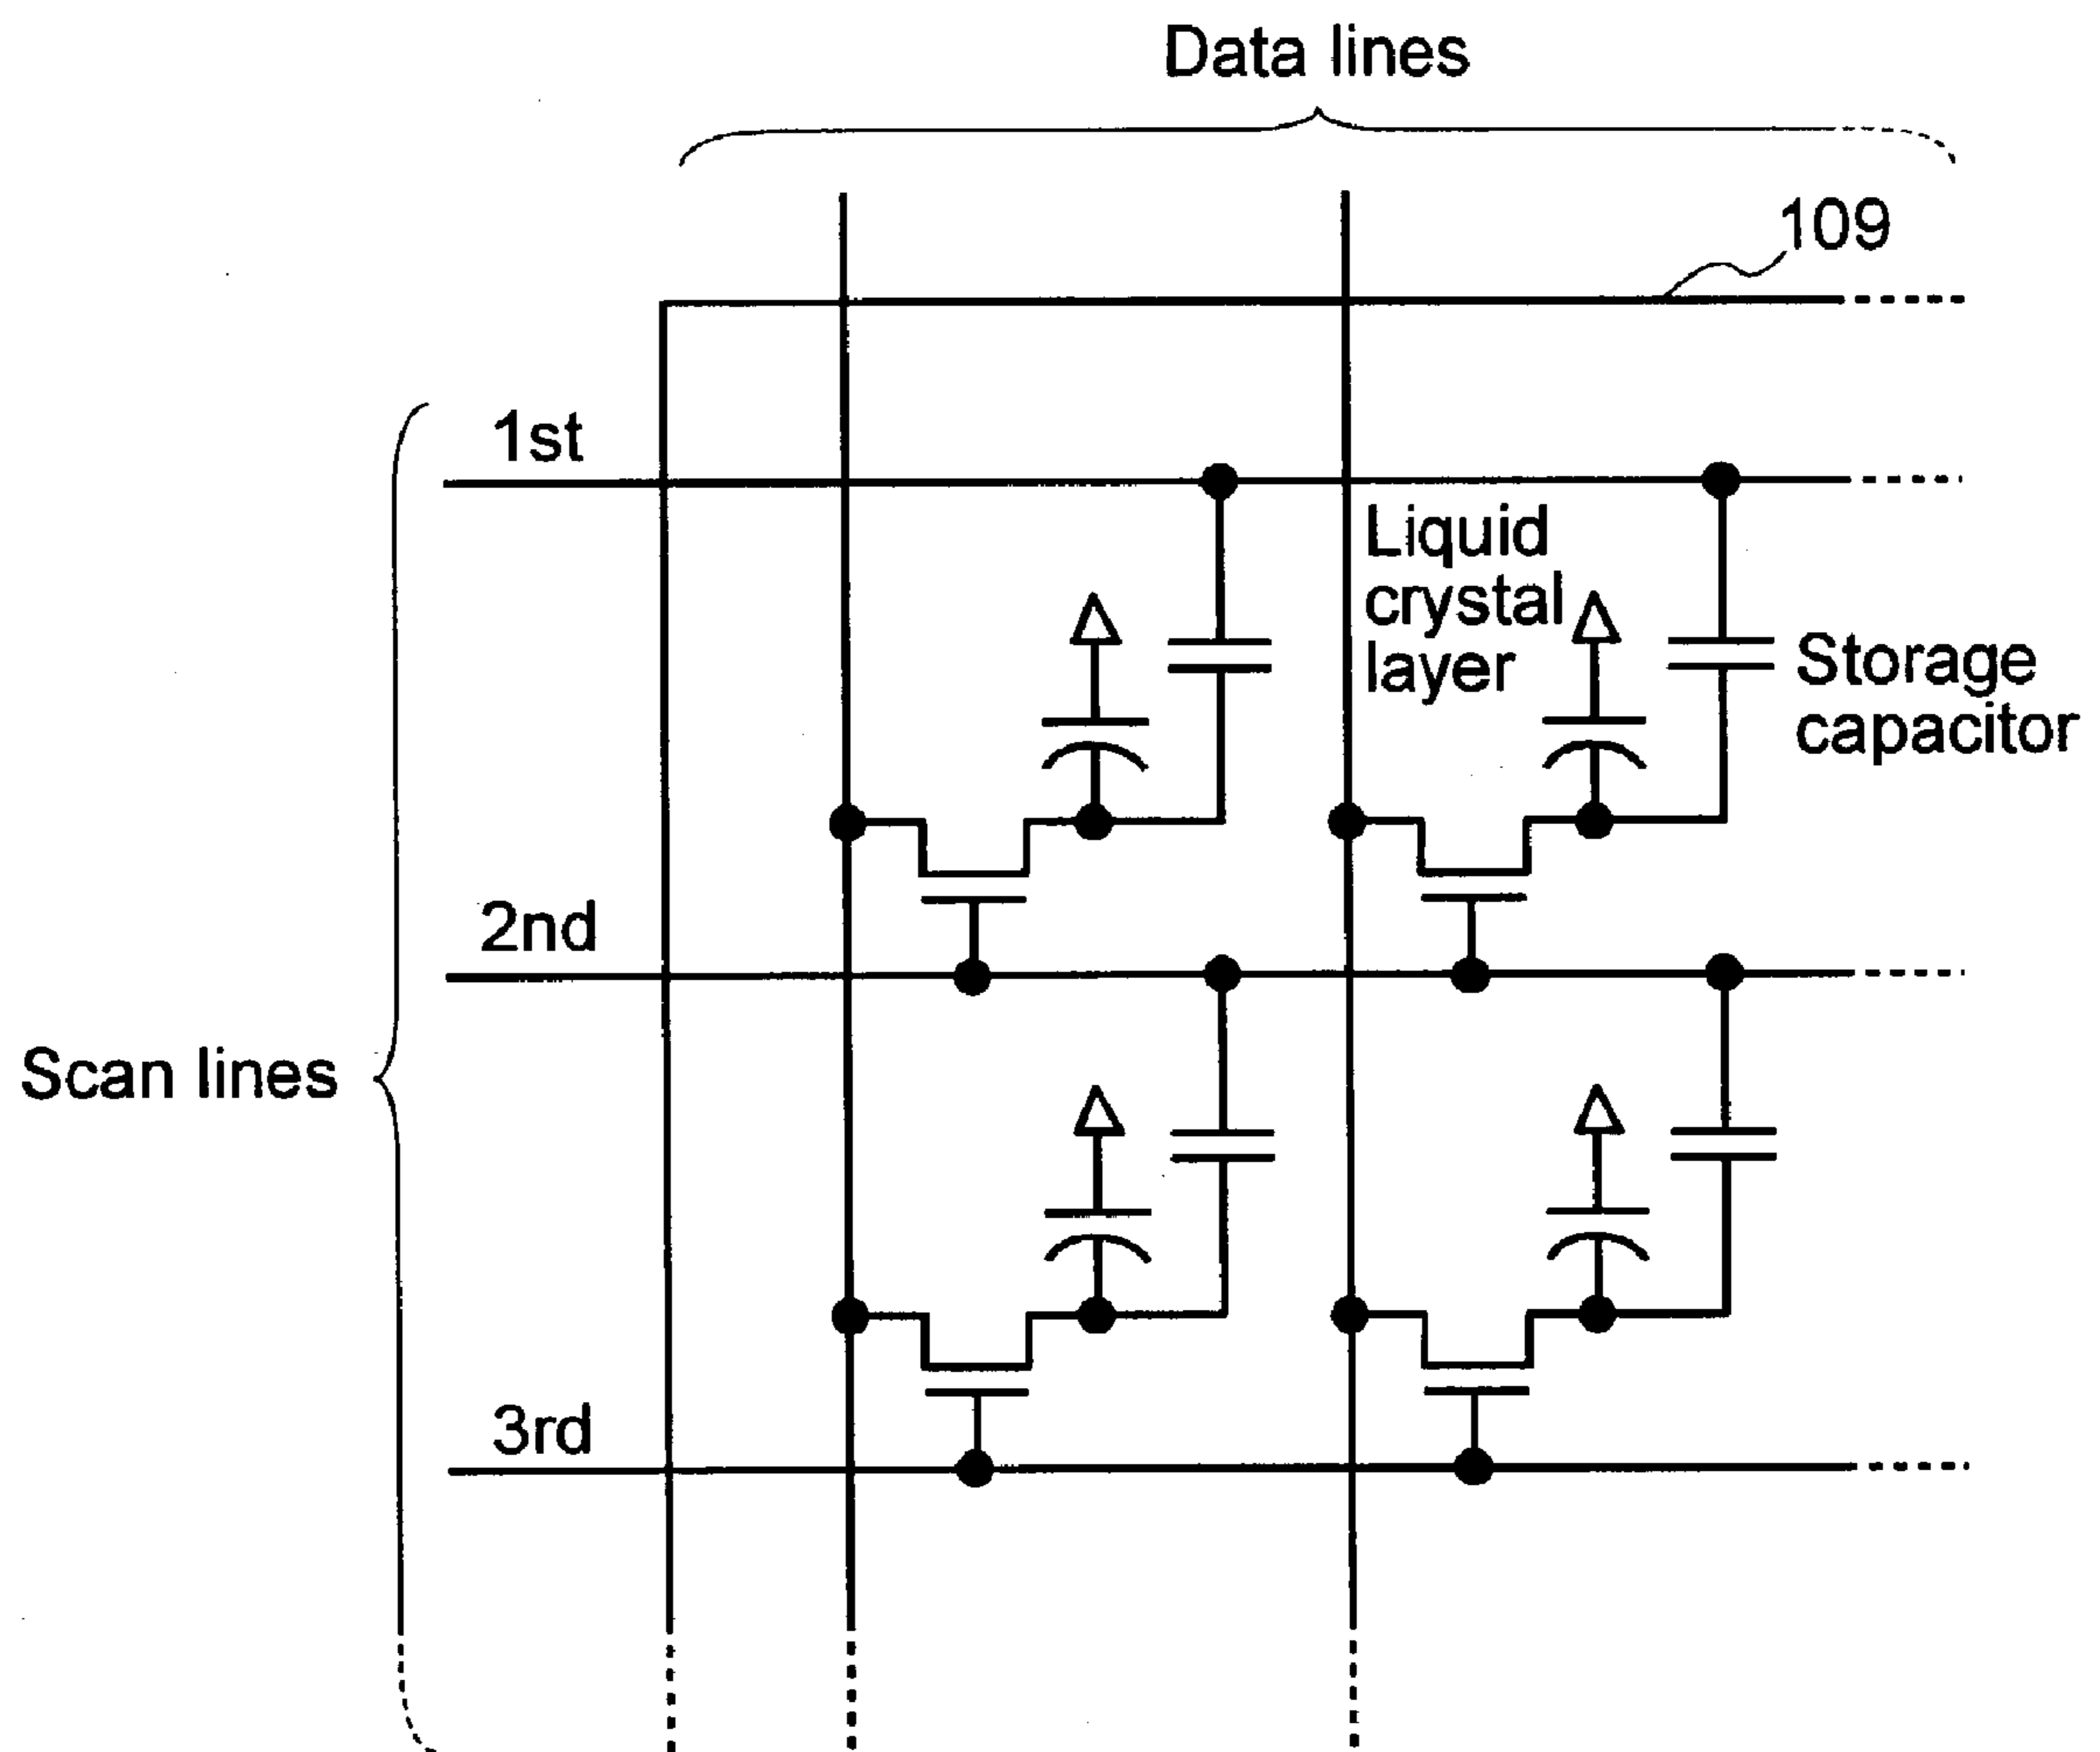 Data lines
109
1st
Liquid
crystal
layer
Storage
capacitor
2nd
Scan lines
3rd